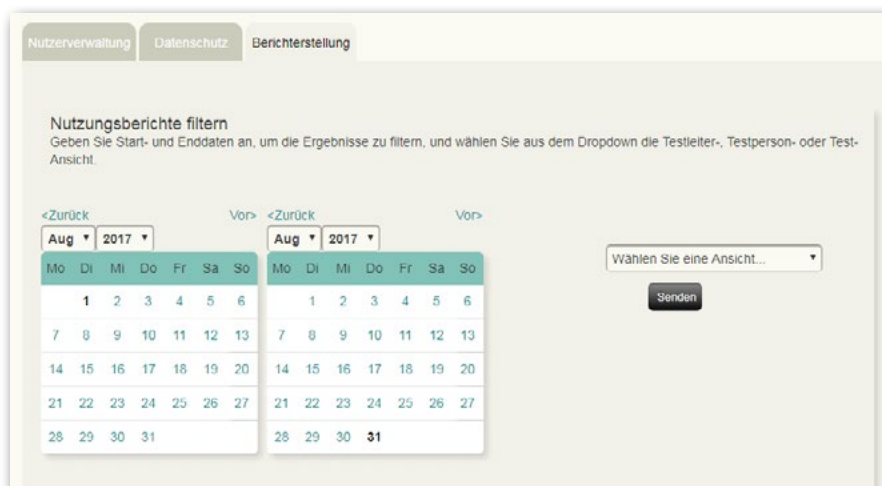 Nutzerverwaltung Datenschutz Berichterstellung
Nutzungsberichte filtern
Geben Sie Start- und Enddaten an, um die Ergebnisse zu filtern, und wählen Sie aus dem Dropdown die Testleiter-, Testperson- oder Test-
Ansicht.
<Zurück Vor> <Zurück Vor>
Aug 2017 Aug 2017
Wählen Sie eine Ansicht...
Mo Di Mi Do Fr Sa So Mo Di Mi Do Fr Sa So
Senden
1 2 3 4 5 6 1 2 3 4 5 6
7 8 9 10 11 12 13 7 8 9 10 11 12 13
14 15 16 17 18 19 20 14 15 16 17 18 19 20
21 22 23 24 25 26 27 21 22 23 24 25 26 27
28 29 30 31 28 29 30 31